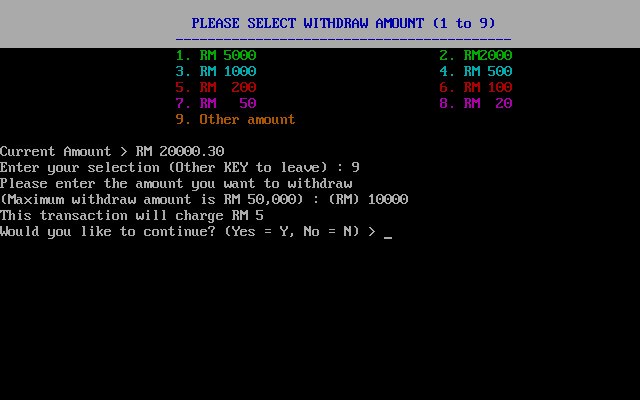 PLEASE SELECT WITHDRAW AMOUNT (1 to 9)
------------------------------------------
1. RM 5000 2. RM2000
3. RM 1000 4. RM 500
5. RM 200 6. RM 100
7. RM 50 8. RM 20
9. Other amount
Current Amount > RM 20000.30
Enter your selection (Other KEY to leave) : 9
Please enter the amount you want to withdraw
(Maximum withdraw amount is RM 50,000) : (RM) 10000
This transaction will charge RM 5
Would you like to continue? (Yes = Y, No = N) > _